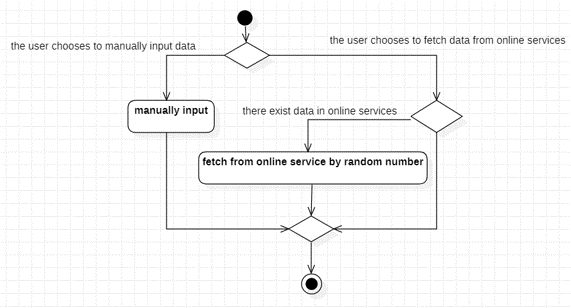 the user chooses to manually input data
the user chooses to fetch data from online services
manually input
there exist data in online services
fetch from online service by random number